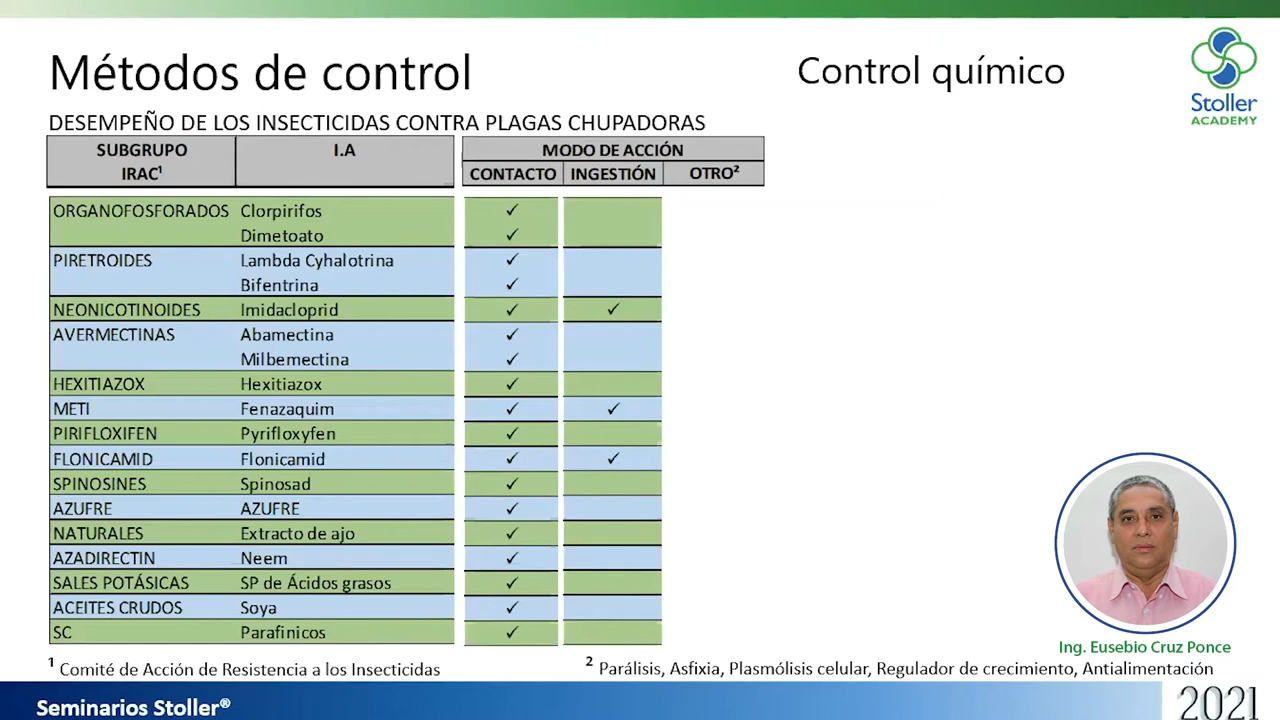 Métodos de control
Control químico
Stoller
ACADEMY
DESEMPEÑO DE LOS INSECTICIDAS CONTRA PLAGAS CHUPADORAS
SUBGRUPO IRAC¹ I.A MODO DE ACCIÓN
CONTACTO INGESTIÓN OTRO²
ORGANOFOSFORADOS Clorpirifos ✓
Dimetoato ✓
PIRETROIDES Lambda Cyhalotrina ✓
Bifentrina ✓
NEONICOTINOIDES Imidacloprid ✓ ✓
AVERMECTINAS Abamectina ✓
Milbemectina ✓
HEXITIAZOX Hexitiazox ✓
METI Fenazaquim ✓ ✓
PIRIFLOXIFEN Pyrifloxyfen ✓
FLONICAMID Flonicamid ✓ ✓
SPINOSINES Spinosad ✓
AZUFRE AZUFRE ✓
NATURALES Extracto de ajo ✓
AZADIRECTIN Neem ✓
SALES POTÁSICAS SP de Ácidos grasos ✓
ACEITES CRUDOS Soya ✓
SC Parafinicos ✓
Ing. Eusebio Cruz Ponce
¹ Comité de Acción de Resistencia a los Insecticidas
² Parálisis, Asfixia, Plasmólisis celular, Regulador de crecimiento, Antialimentación
Seminarios Stoller®
2021